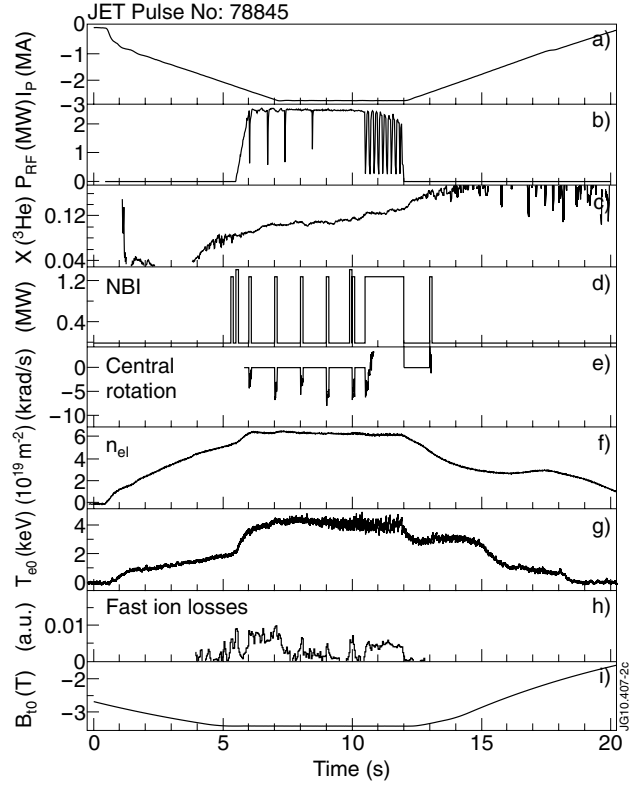 JET Pulse No: 78845
I_P (MA)
0
−1
−2
−3
a)
P_RF (MW)
2
1
0
b)
X (³He)
0.12
0.04
c)
(MW)
1.2
0.4
NBI
d)
(krad/s)
0
−5
−10
Central
rotation
e)
(10¹⁹ m⁻²)
6
4
2
0
n_el
f)
T_e0 (keV)
4
2
0
g)
(a.u.)
0.01
0
Fast ion losses
h)
B_t0 (T)
−2
−3
i)
0
5
10
15
20
Time (s)
JG10.407-2c